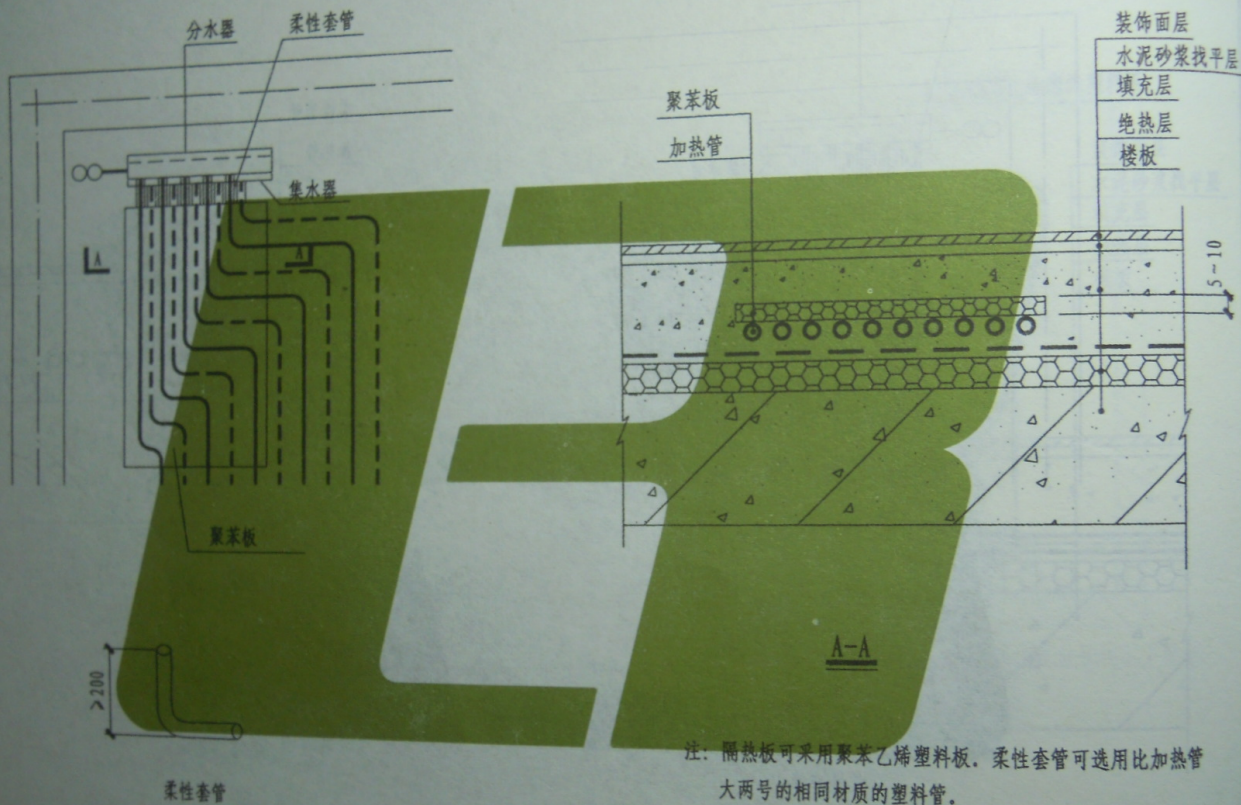 分水器
柔性套管
集水器
A
A
聚苯板
>200
柔性套管
聚苯板
加热管
装饰面层
水泥砂浆找平层
填充层
绝热层
楼板
5~10
A-A
注: 隔热板可采用聚苯乙烯塑料板. 柔性套管可选用比加热管
大两号的相同材质的塑料管.